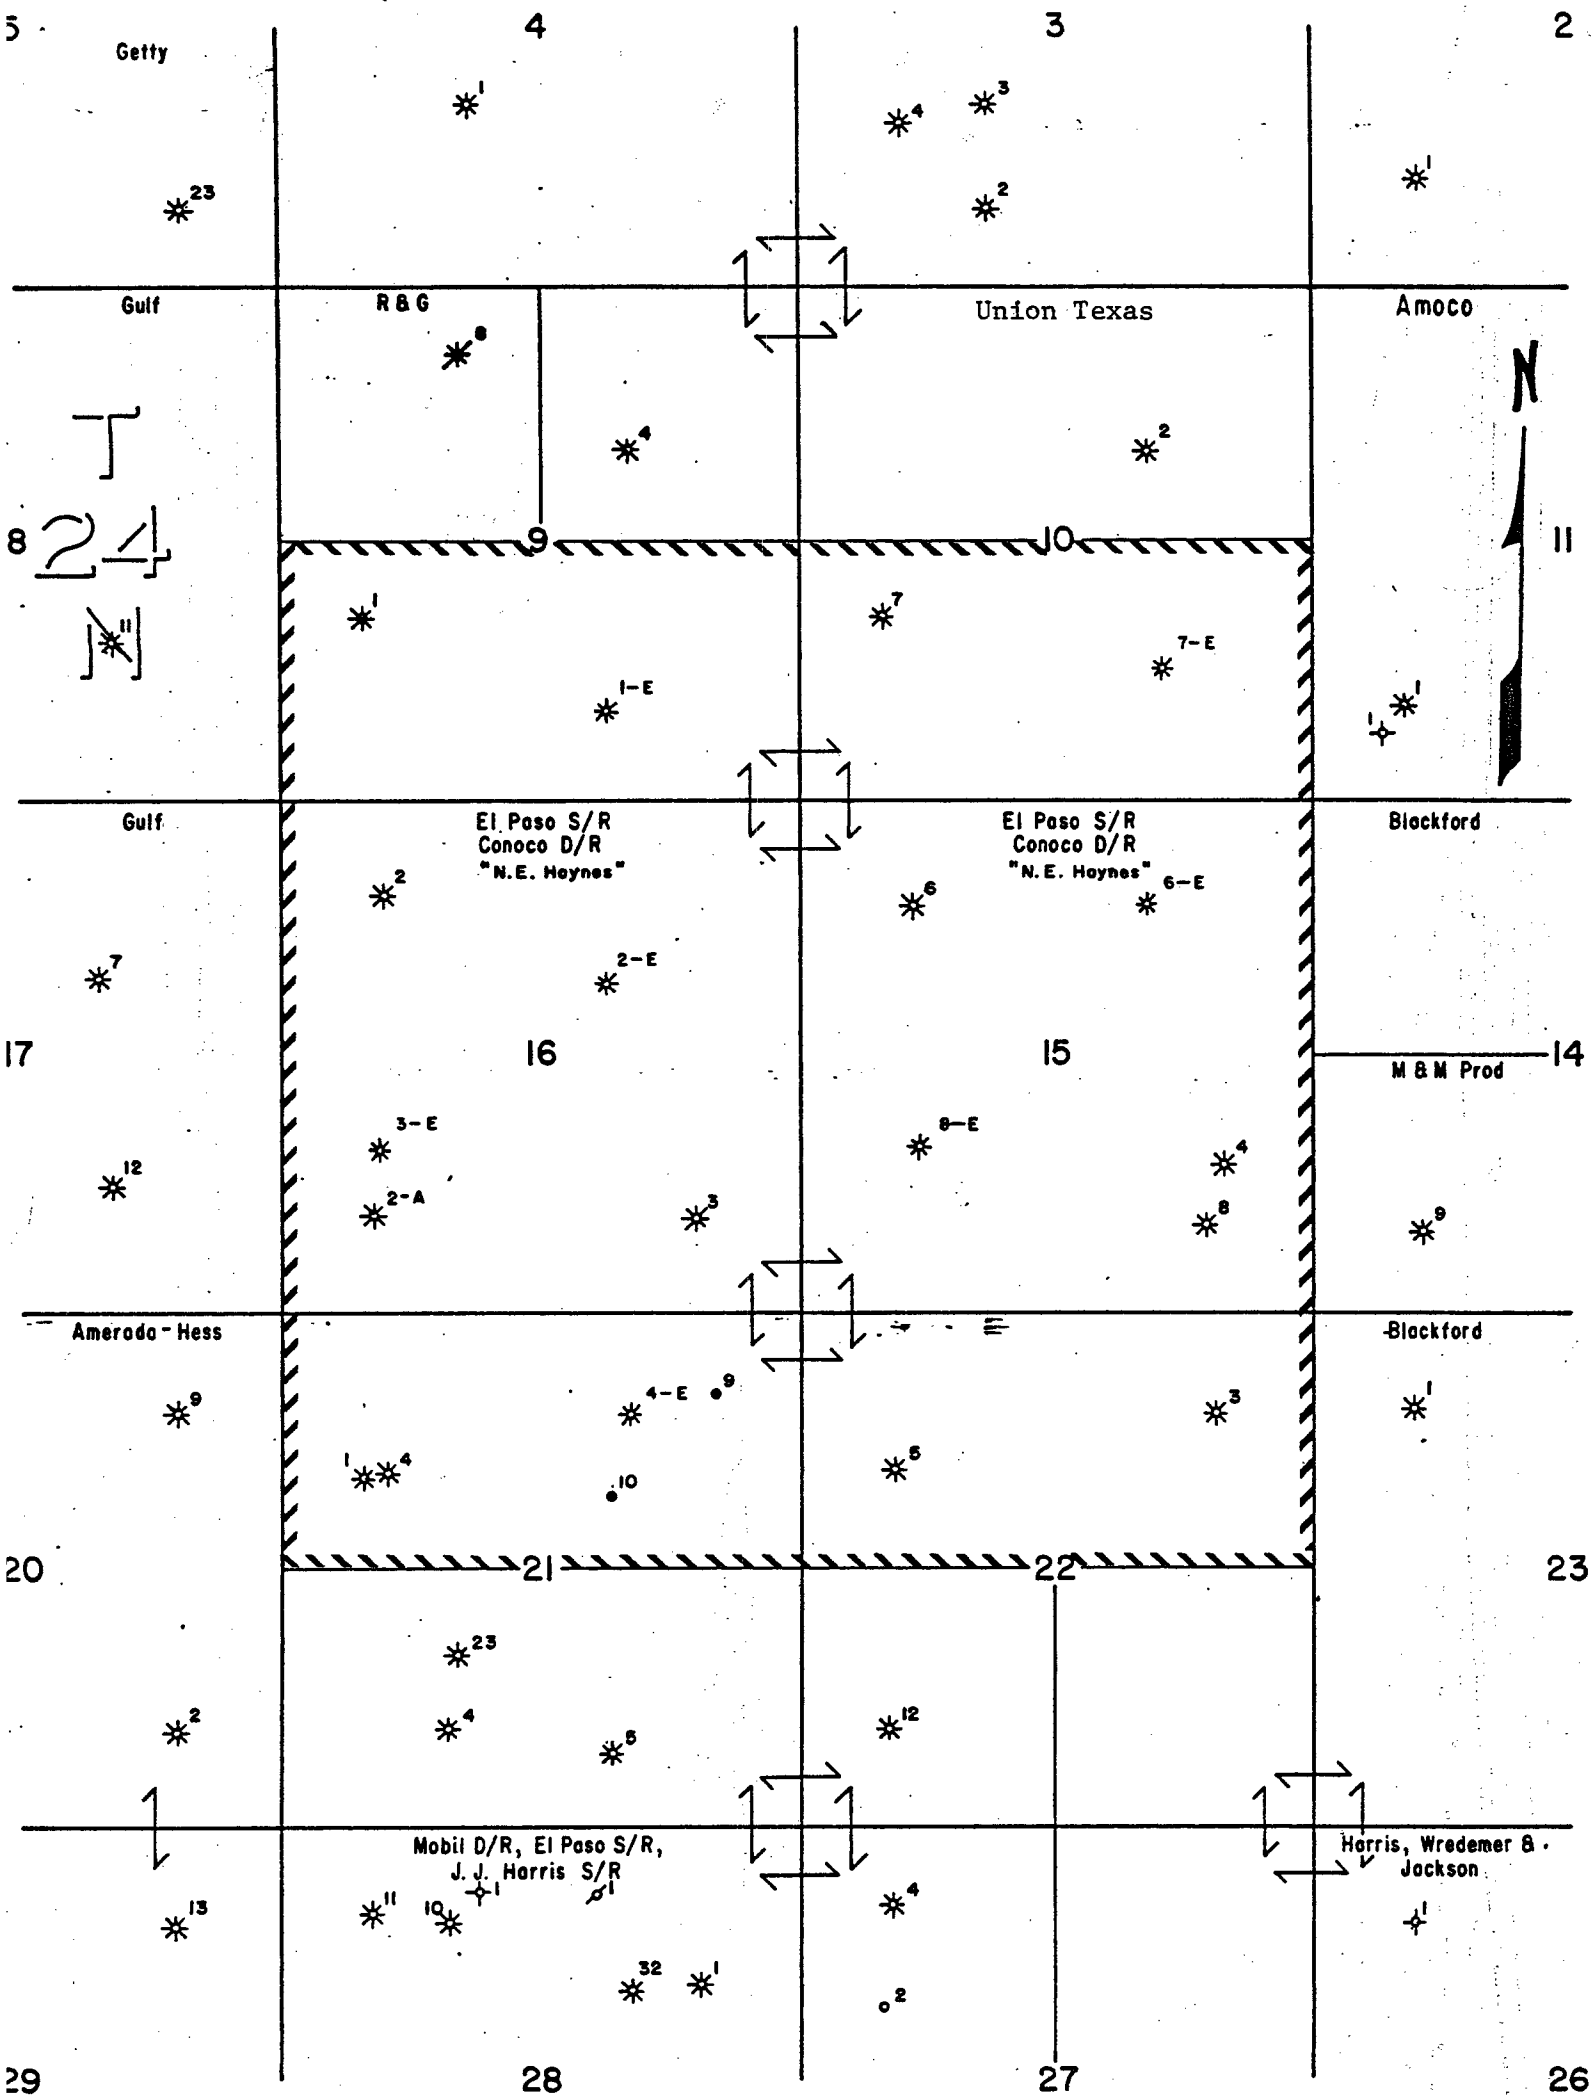 5 4 3 2
Getty
1
4 3
1
23
2
Gulf
R & G
Union Texas
Amoco
8
N
T
4
2
24
8 9 10 11
N
11
1
7
7-E
1-E
1
1
Gulf
El Paso S/R
Conoco D/R
"N.E. Haynes"
El Paso S/R
Conoco D/R
"N.E. Haynes"
Blackford
2
6
6-E
7
2-E
17 16 15 14
M & M Prod
3-E
8-E
4
12
2-A
3
8
9
Amerada-Hess
Blackford
9
4-E
9
3
1
1
4
5
10
20 21 22 23
23
2
4
5
12
Mobil D/R, El Paso S/R,
J. J. Harris S/R
Harris, Wredemer &
Jackson
1
1
13
11
10
4
1
32
1
2
29 28 27 26